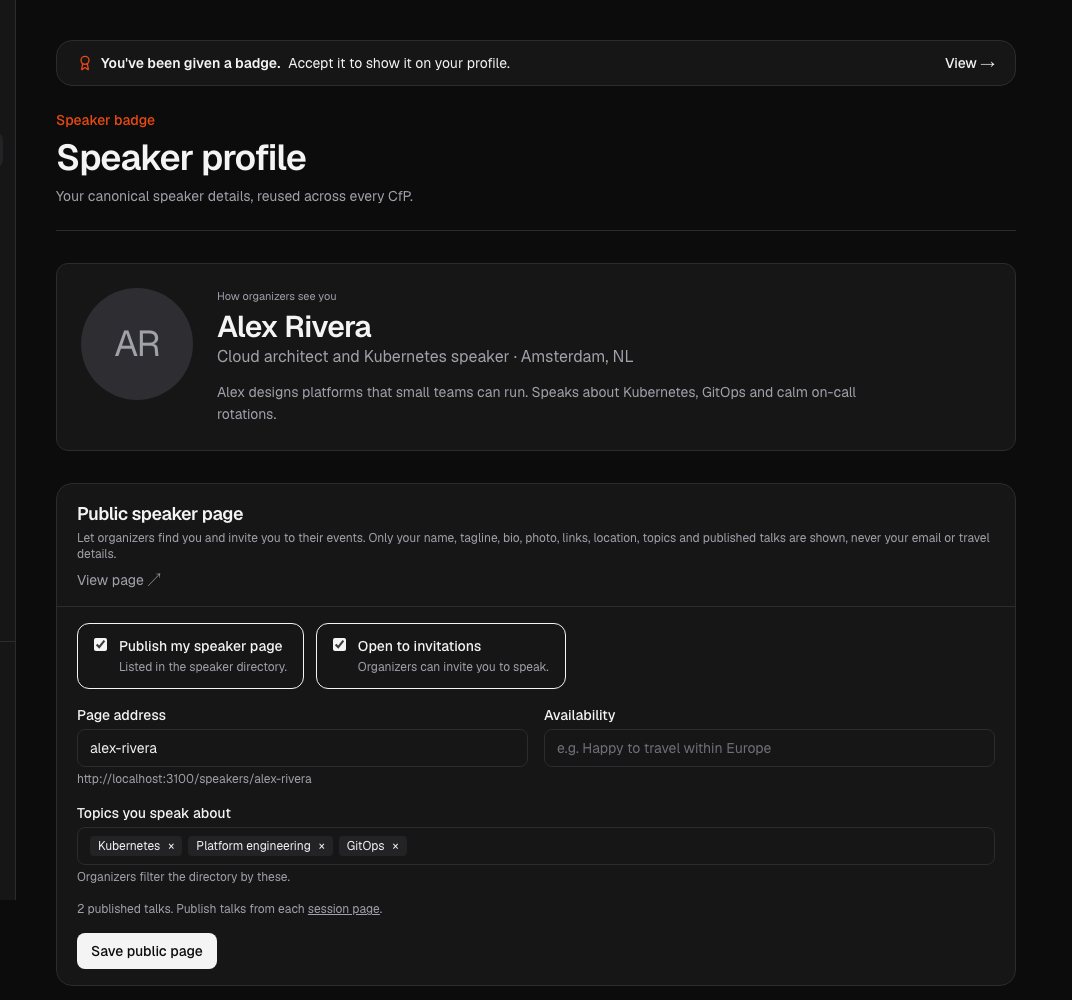 You've been given a badge. Accept it to show it on your profile.
View →
Speaker badge
Speaker profile
Your canonical speaker details, reused across every CfP.
AR
How organizers see you
Alex Rivera
Cloud architect and Kubernetes speaker · Amsterdam, NL
Alex designs platforms that small teams can run. Speaks about Kubernetes, GitOps and calm on-call
rotations.
Public speaker page
Let organizers find you and invite you to their events. Only your name, tagline, bio, photo, links, location, topics and published talks are shown, never your email or travel
details.
View page ↗
Publish my speaker page
Listed in the speaker directory.
Open to invitations
Organizers can invite you to speak.
Page address
alex-rivera
http://localhost:3100/speakers/alex-rivera
Availability
e.g. Happy to travel within Europe
Topics you speak about
Kubernetes × Platform engineering × GitOps ×
Organizers filter the directory by these.
2 published talks. Publish talks from each session page.
Save public page